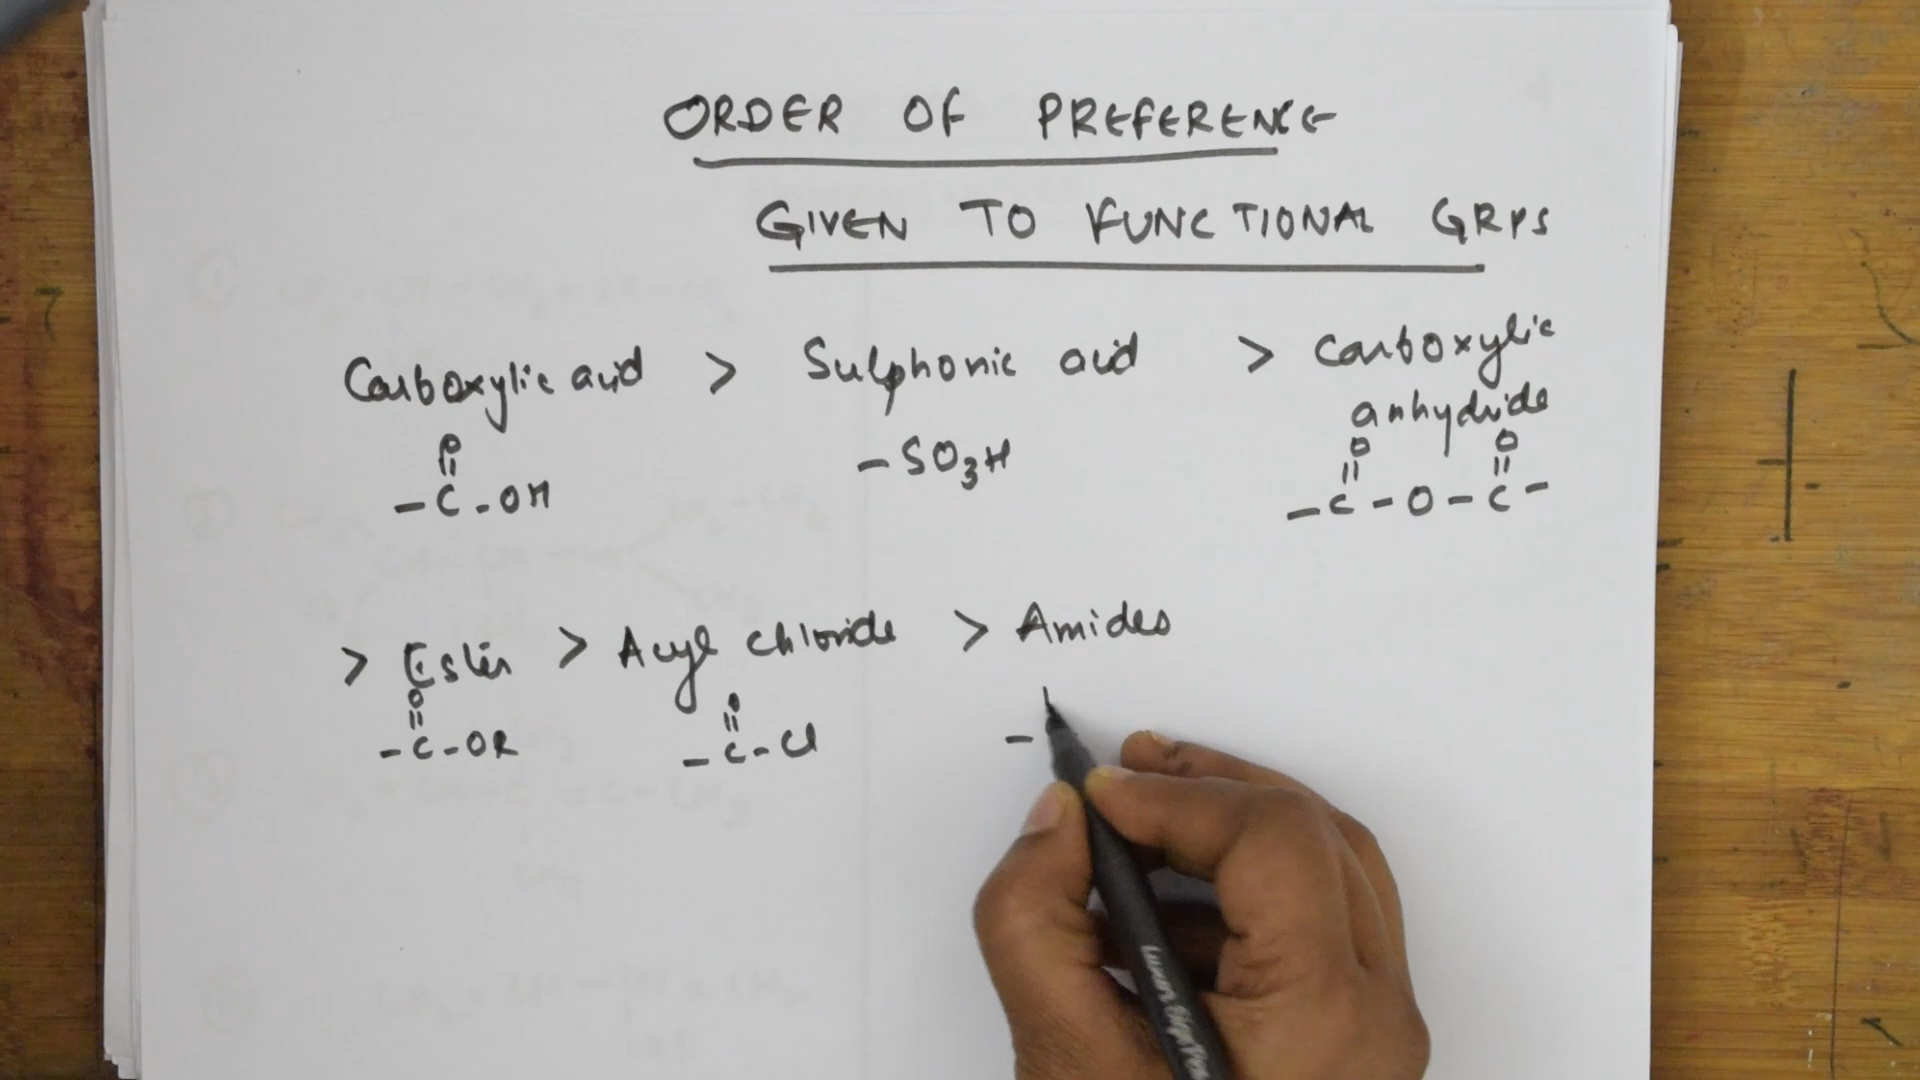 ORDER OF PREFERENCE
GIVEN TO FUNCTIONAL GRPS
Carboxylic acid > Sulphonic acid > Carboxylic
anhydride
O O O
|| || ||
-C-OH -SO3H -C-O-C-
> Ester > Acyl chloride > Amides
O O
|| ||
-C-OR -C-Cl -